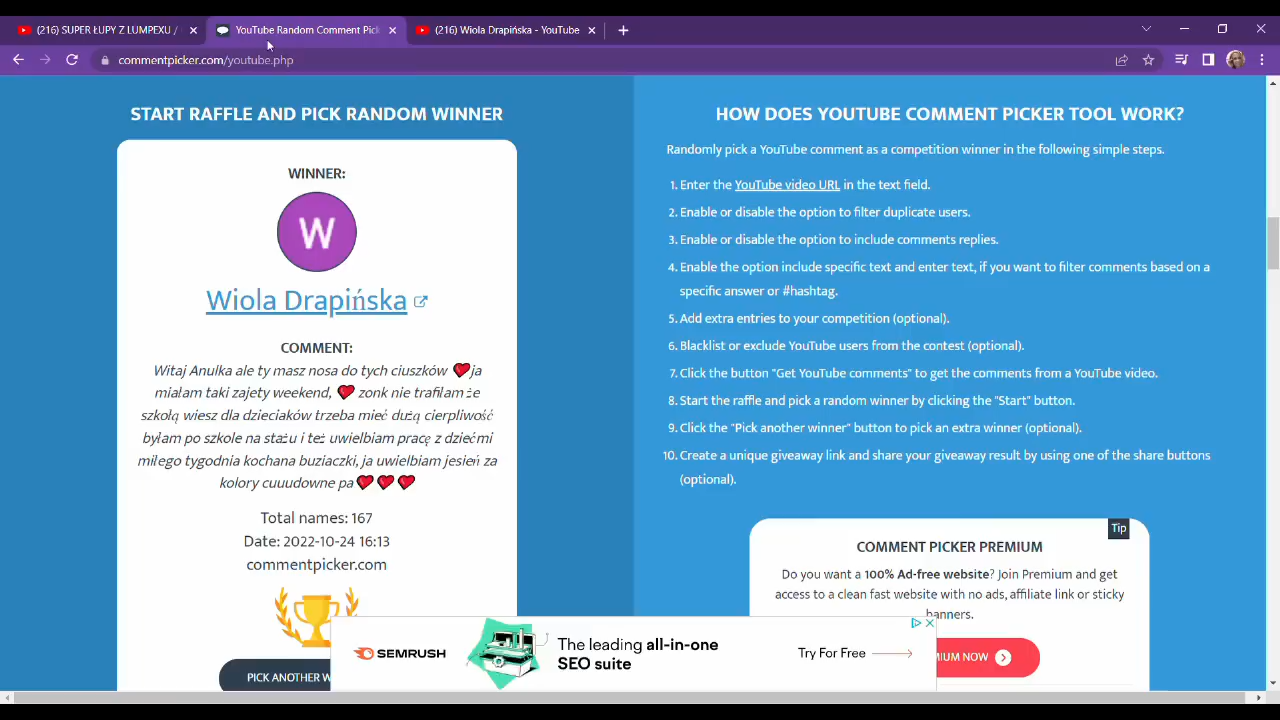 (216) SUPER ŁUPY Z LUMPEXU /
YouTube Random Comment Pick
(216) Wiola Drapińska - YouTube
commentpicker.com/youtube.php
START RAFFLE AND PICK RANDOM WINNER
WINNER:
W
Wiola Drapińska
COMMENT:
Witaj Anulka ale ty masz nosa do tych ciuszków ❤️ja
miałam taki zajety weekend, ❤️ zonk nie trafilam że
szkołą wiesz dla dzieciaków trzeba mieć dużą cierpliwość
byłam po szkole na stażu i też uwielbiam pracę z dziećmi
miłego tygodnia kochana buziaczki, ja uwielbiam jesień za
kolory cuuudowne pa ❤️❤️❤️
Total names: 167
Date: 2022-10-24 16:13
commentpicker.com
PICK ANOTHER W
HOW DOES YOUTUBE COMMENT PICKER TOOL WORK?
Randomly pick a YouTube comment as a competition winner in the following simple steps.
1. Enter the YouTube video URL in the text field.
2. Enable or disable the option to filter duplicate users.
3. Enable or disable the option to include comments replies.
4. Enable the option include specific text and enter text, if you want to filter comments based on a
specific answer or #hashtag.
5. Add extra entries to your competition (optional).
6. Blacklist or exclude YouTube users from the contest (optional).
7. Click the button "Get YouTube comments" to get the comments from a YouTube video.
8. Start the raffle and pick a random winner by clicking the "Start" button.
9. Click the "Pick another winner" button to pick an extra winner (optional).
10. Create a unique giveaway link and share your giveaway result by using one of the share buttons
(optional).
Tip
COMMENT PICKER PREMIUM
Do you want a 100% Ad-free website? Join Premium and get
access to a clean fast website with no ads, affiliate link or sticky
banners.
MIUM NOW
SEMRUSH
The leading all-in-one
SEO suite
Try For Free